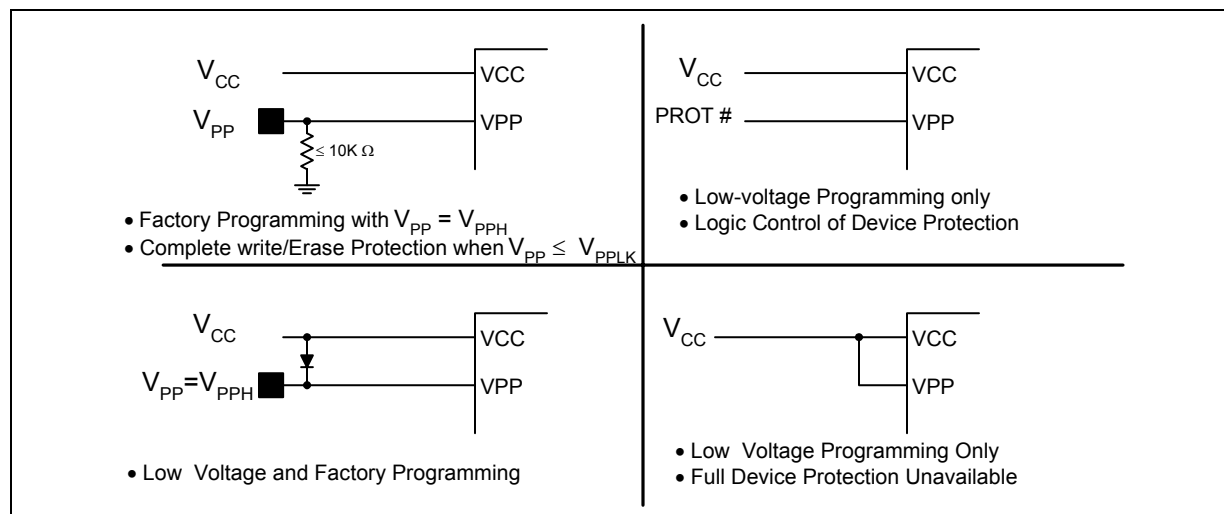 V_CC
VCC
V_PP
VPP
≤ 10K Ω
• Factory Programming with V_PP = V_PPH
• Complete write/Erase Protection when V_PP ≤ V_PPLK
V_CC
VCC
PROT #
VPP
• Low-voltage Programming only
• Logic Control of Device Protection
V_CC
VCC
V_PP=V_PPH
VPP
• Low Voltage and Factory Programming
V_CC
VCC
VPP
• Low Voltage Programming Only
• Full Device Protection Unavailable